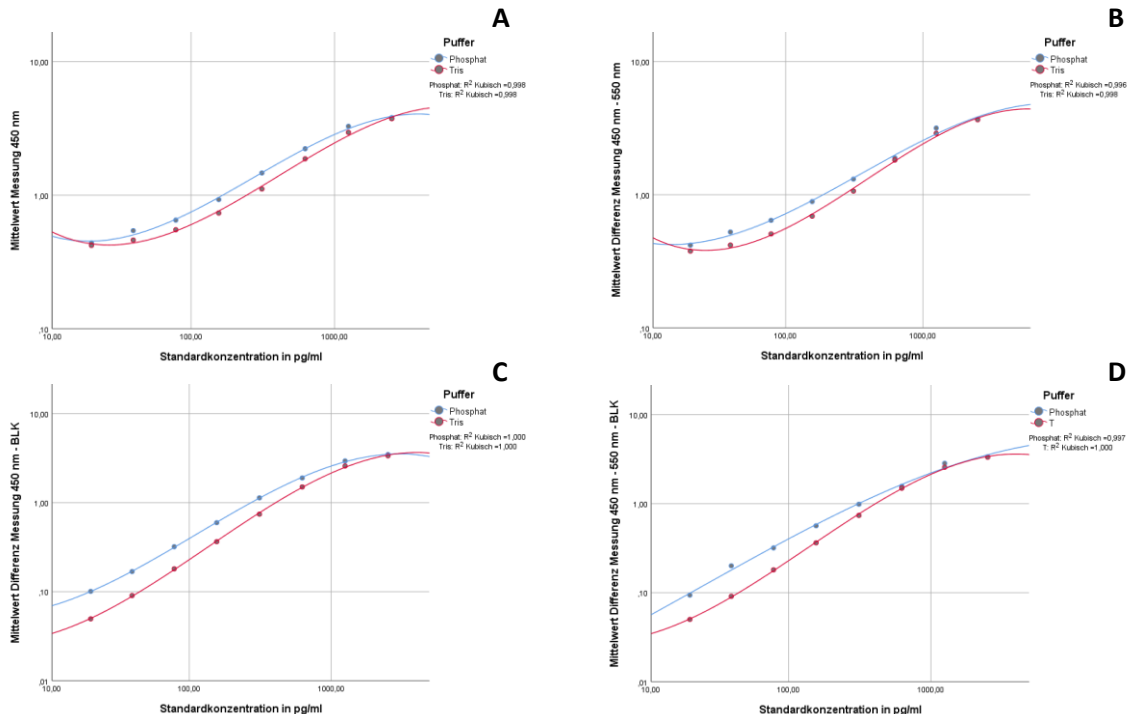 A
Puffer
Phosphat
Tris
Phosphat: R2 Kubisch =0,998
Tris: R2 Kubisch =0,998
10,00
1,00
,10
10,00 100,00 1000,00
Mittelwert Messung 450 nm
Standardkonzentration in pg/ml
B
Puffer
Phosphat
Tris
Phosphat: R2 Kubisch =0,996
Tris: R2 Kubisch =0,998
10,00
1,00
,10
10,00 100,00 1000,00
Mittelwert Differenz Messung 450 nm - 550 nm
Standardkonzentration in pg/ml
C
Puffer
Phosphat
Tris
Phosphat: R2 Kubisch =1,000
Tris: R2 Kubisch =1,000
10,00
1,00
,10
,01
10,00 100,00 1000,00
Mittelwert Differenz Messung 450 nm - BLK
Standardkonzentration in pg/ml
D
Puffer
Phosphat
T
Phosphat: R2 Kubisch =0,997
T: R2 Kubisch =1,000
10,00
1,00
,10
,01
10,00 100,00 1000,00
Mittelwert Differenz Messung 450 nm - 550 nm - BLK
Standardkonzentration in pg/ml